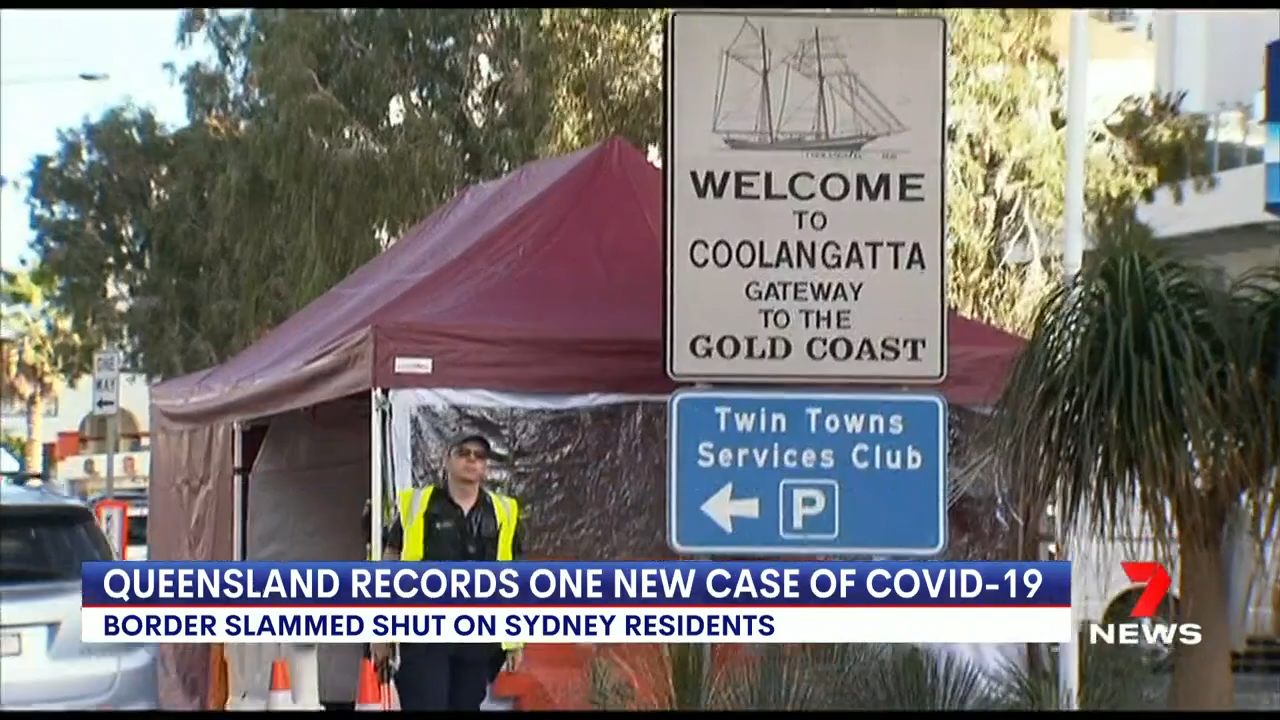 WELCOME
TO
COOLANGATTA
GATEWAY
TO THE
GOLD COAST
ONE
WAY
Twin Towns
Services Club
P
QUEENSLAND RECORDS ONE NEW CASE OF COVID-19
BORDER SLAMMED SHUT ON SYDNEY RESIDENTS
7
NEWS